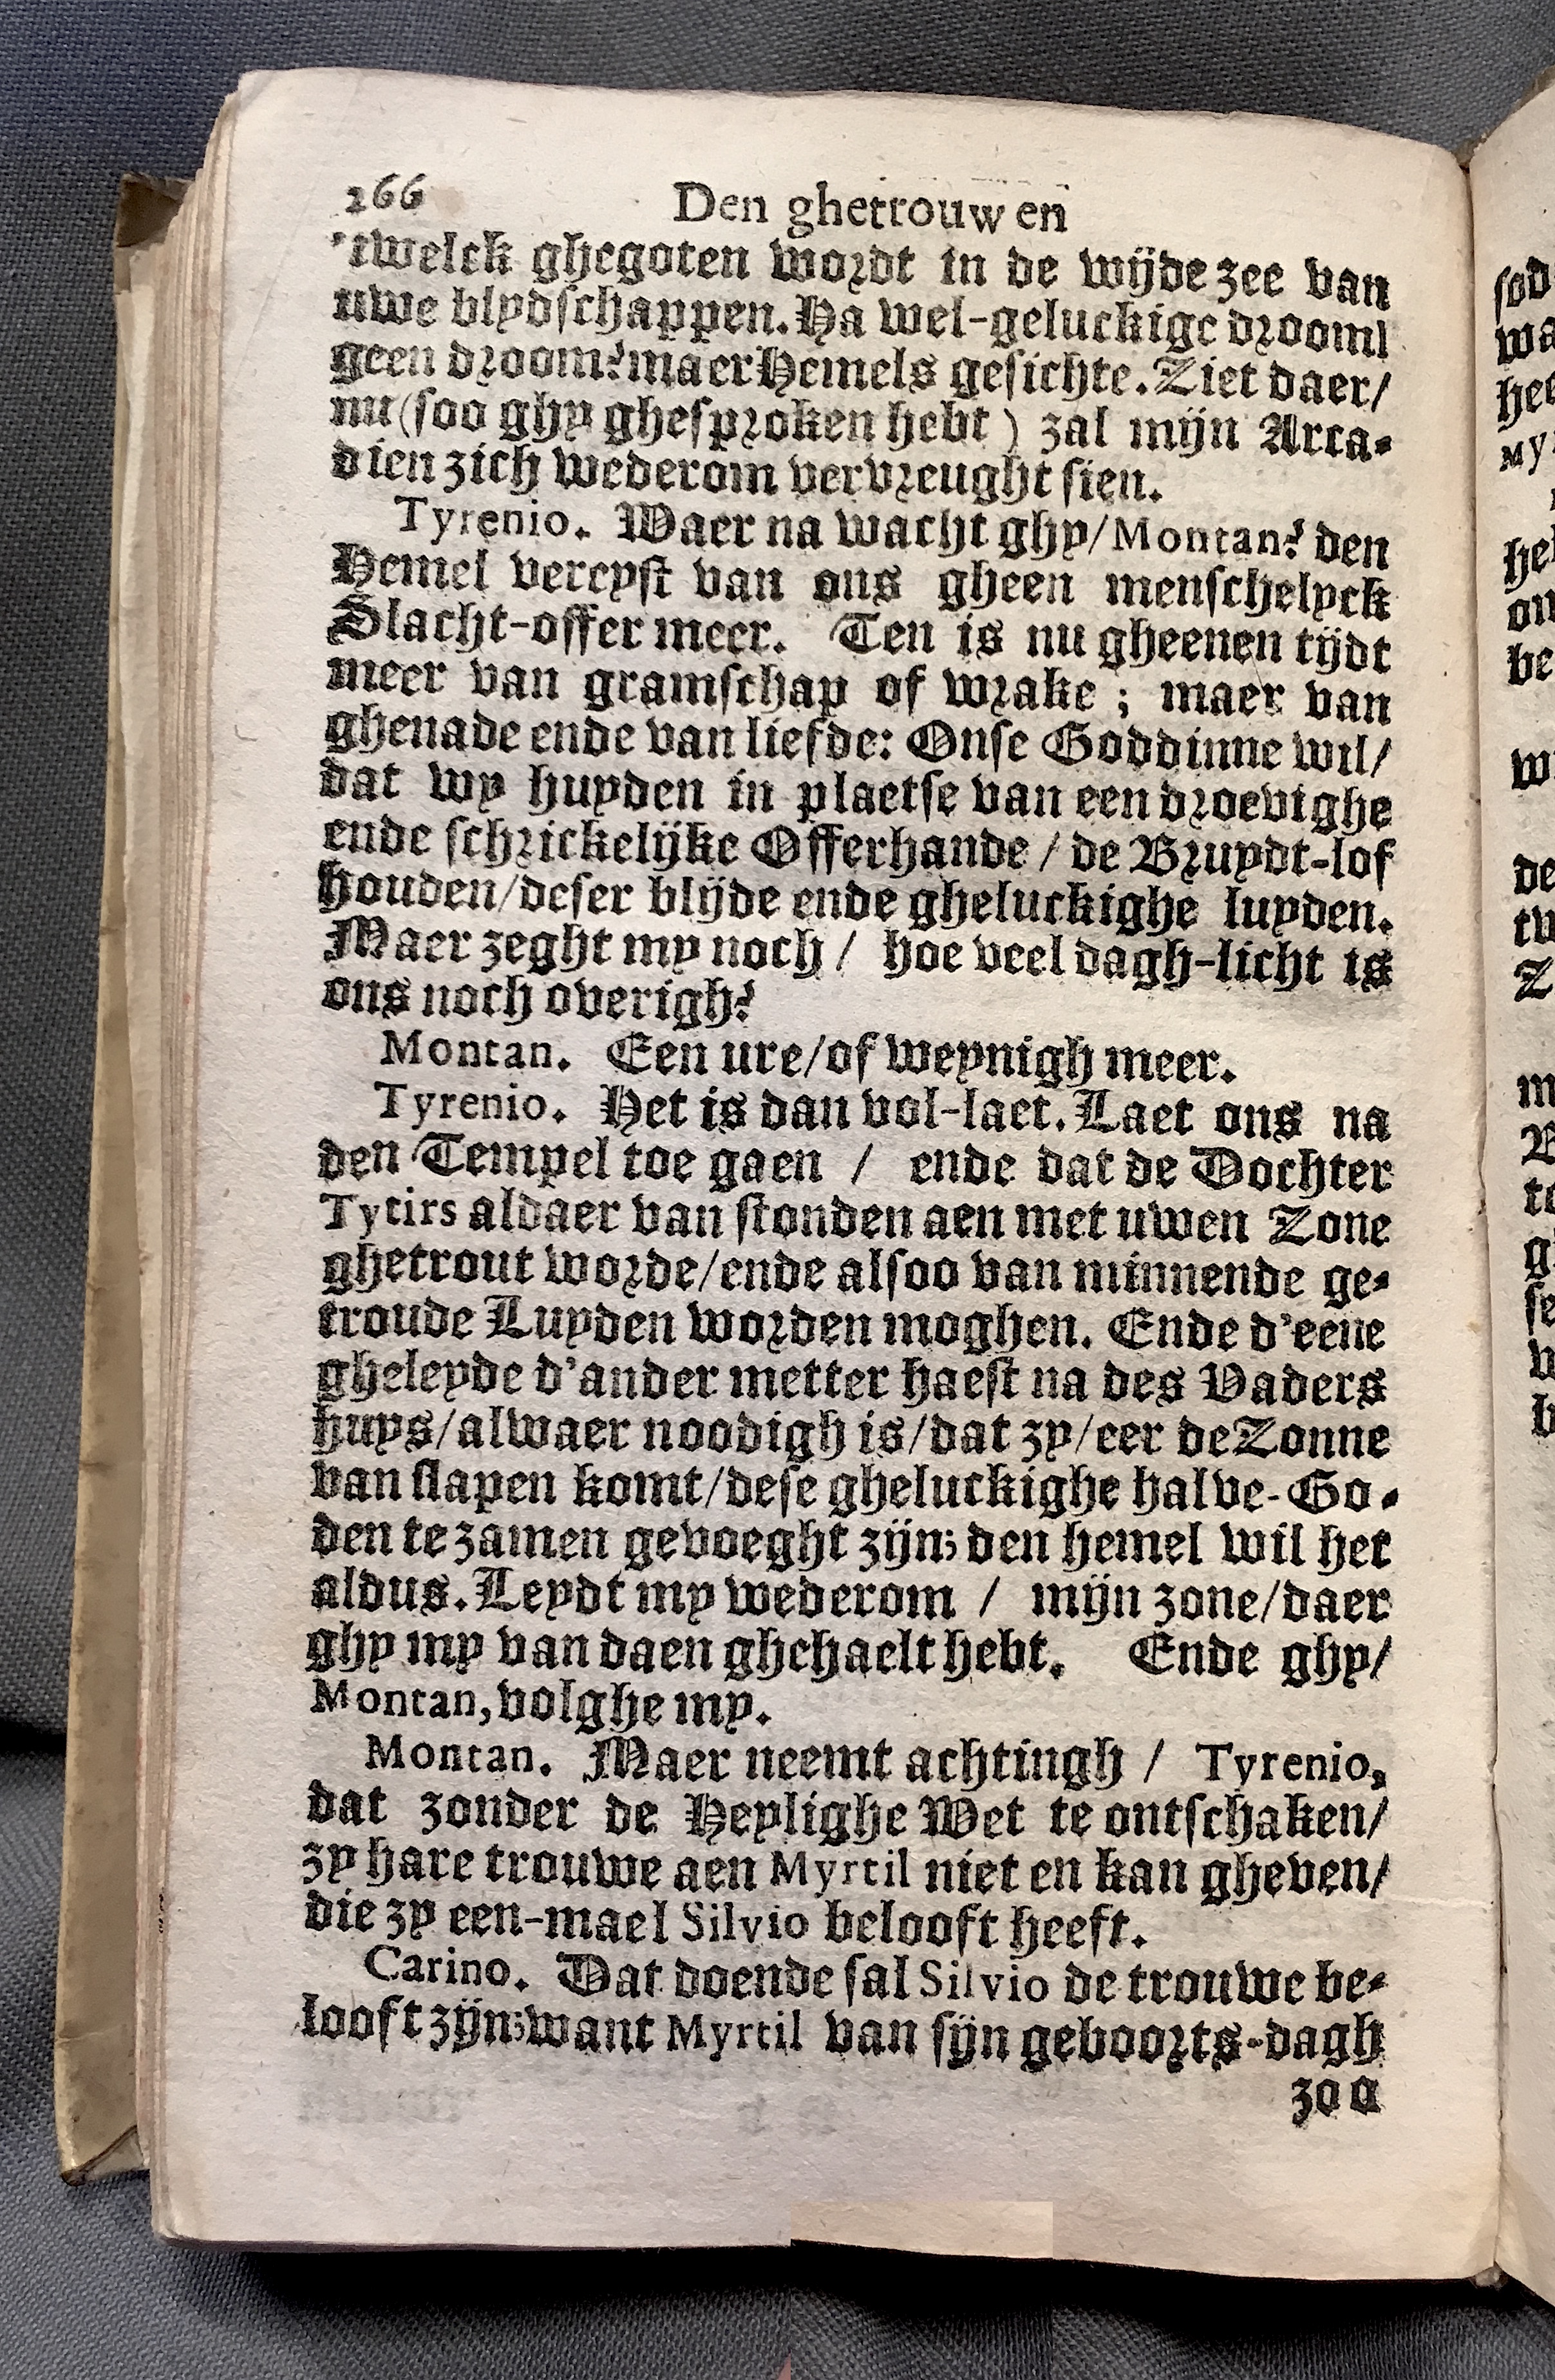 266 Den ghetrouwen
'twelck ghegoten wordt in de wijde zee van
uwe blydschappen. Ha wel-geluckige droom!
geen droom? maer Hemels gesichte. Ziet daer/
nu (soo ghy ghesproken hebt) zal mijn Arca-
dien zich wederom vervreught sien.
Tyrenio. Waer na wacht ghy/ Montan? den
Hemel vereyst van ons gheen menschelyck
Slacht-offer meer. Ten is nu gheenen tijdt
meer van gramschap of wrake; maer van
ghenade ende van liefde: Onse Goddinne wil/
dat wy huyden in plaetse van een droevighe
ende schrickelijke Offerhande / de Bruydt-lof
houden/deser blijde ende gheluckighe luyden.
Maer zeght my noch / hoe veel dagh-licht is
ons noch overigh?
Montan. Een ure/of weynigh meer.
Tyrenio. Het is dan vol-laet. Laet ons na
den Tempel toe gaen / ende dat de Dochter
Tytirs aldaer van stonden aen met uwen Zone
ghetrout worde/ende alsoo van minnende ge-
troude Luyden worden moghen. Ende d'eene
gheleyde d'ander metter haest na des Vaders
huys/alwaer noodigh is/dat zy/eer de Zonne
van slapen komt/dese gheluckighe halve-Go-
den te zamen gevoeght zijn; den hemel wil het
aldus. Leydt my wederom / mijn zone/daer
ghy my van daen ghehaelt hebt. Ende ghy/
Montan, volghe my.
Montan. Maer neemt achtingh / Tyrenio,
dat zonder de Heylighe Wet te ontschaken/
zy hare trouwe aen Myrtil niet en kan gheven/
die zy een-mael Silvio belooft heeft.
Carino. Dat doende sal Silvio de trouwe be-
looft zijn; want Myrtil van sijn geboorts-dagh
zoo